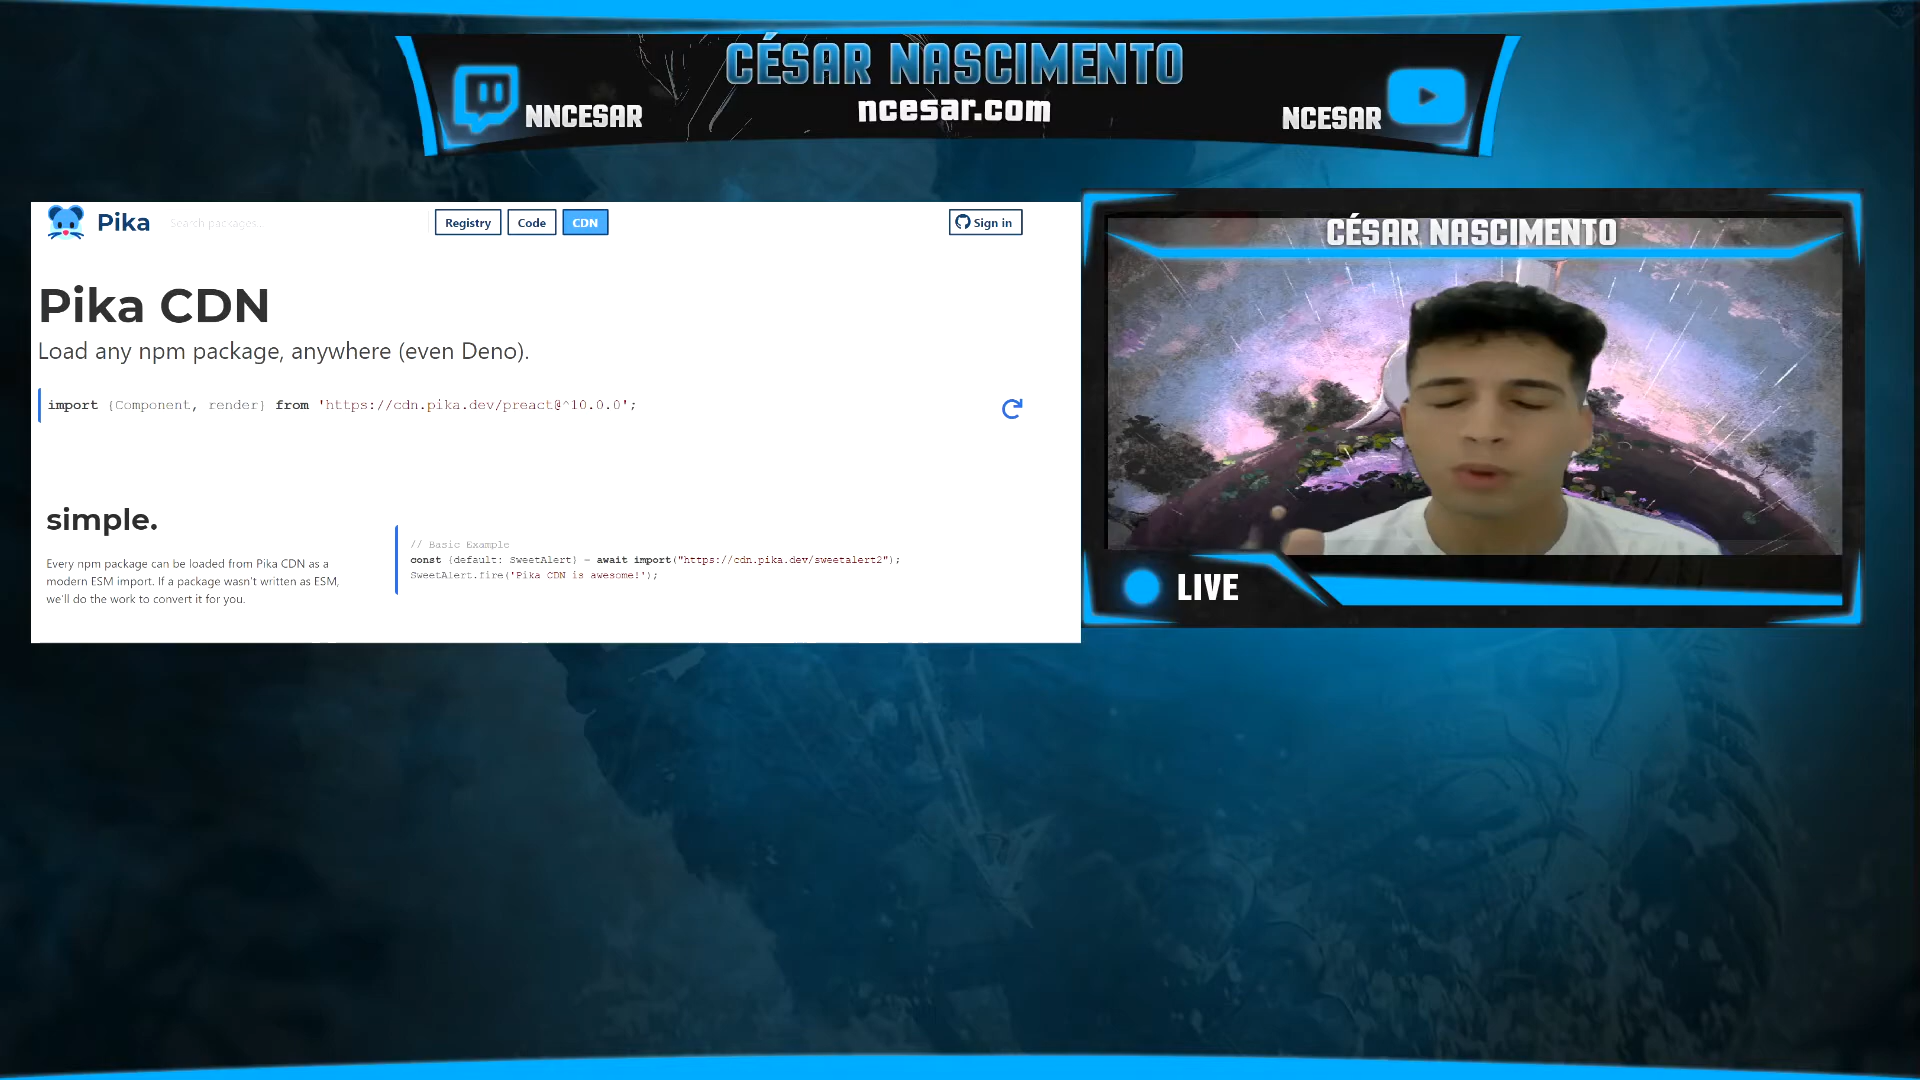 CÉSAR NASCIMENTO
ncesar.com
NNCESAR
NCESAR
Pika
Search packages...
Registry
Code
CDN
Sign in
Pika CDN
Load any npm package, anywhere (even Deno).
import {Component, render} from 'https://cdn.pika.dev/preact@^10.0.0';
simple.
Every npm package can be loaded from Pika CDN as a
modern ESM import. If a package wasn't written as ESM,
we'll do the work to convert it for you.
// Basic Example
const {default: SweetAlert} = await import("https://cdn.pika.dev/sweetalert2");
SweetAlert.fire('Pika CDN is awesome!');
CÉSAR NASCIMENTO
LIVE